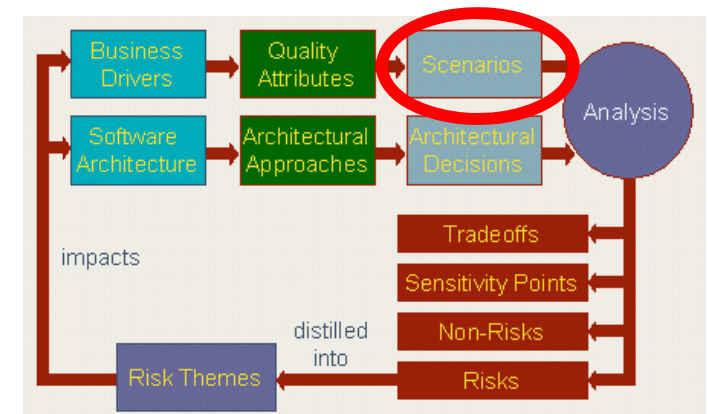 Business
Drivers
Quality
Attributes
Scenarios
Analysis
Software
Architecture
Architectural
Approaches
Architectural
Decisions
Tradeoffs
impacts
Sensitivity Points
Non-Risks
distilled
into
Risk Themes
Risks